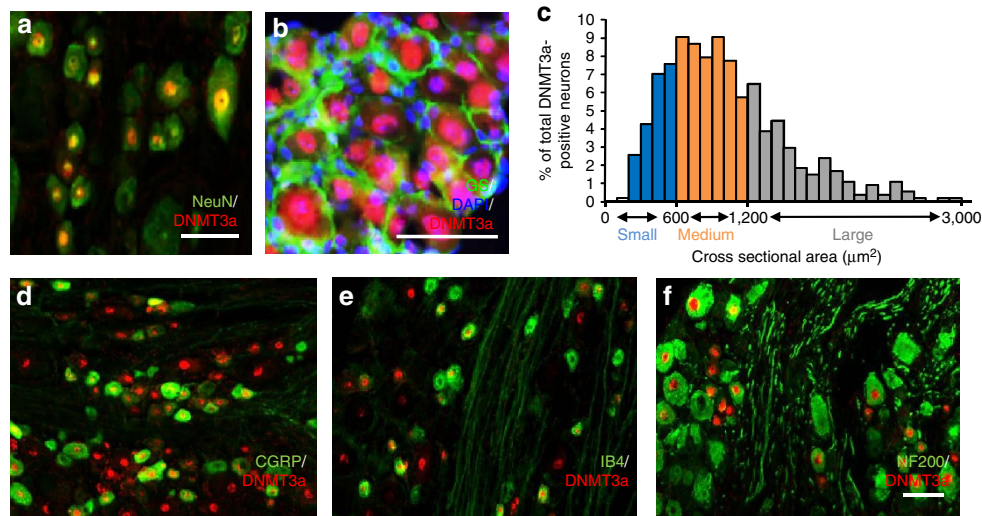 a
NeuN/
DNMT3a
b
GS/
DAPI/
DNMT3a
c
% of total DNMT3a-
positive neurons
10
9
8
7
6
5
4
3
2
1
0
0 600 1,200 3,000
Small Medium Large
Cross sectional area (μm²)
d
CGRP/
DNMT3a
e
IB4/
DNMT3a
f
NF200/
DNMT3a